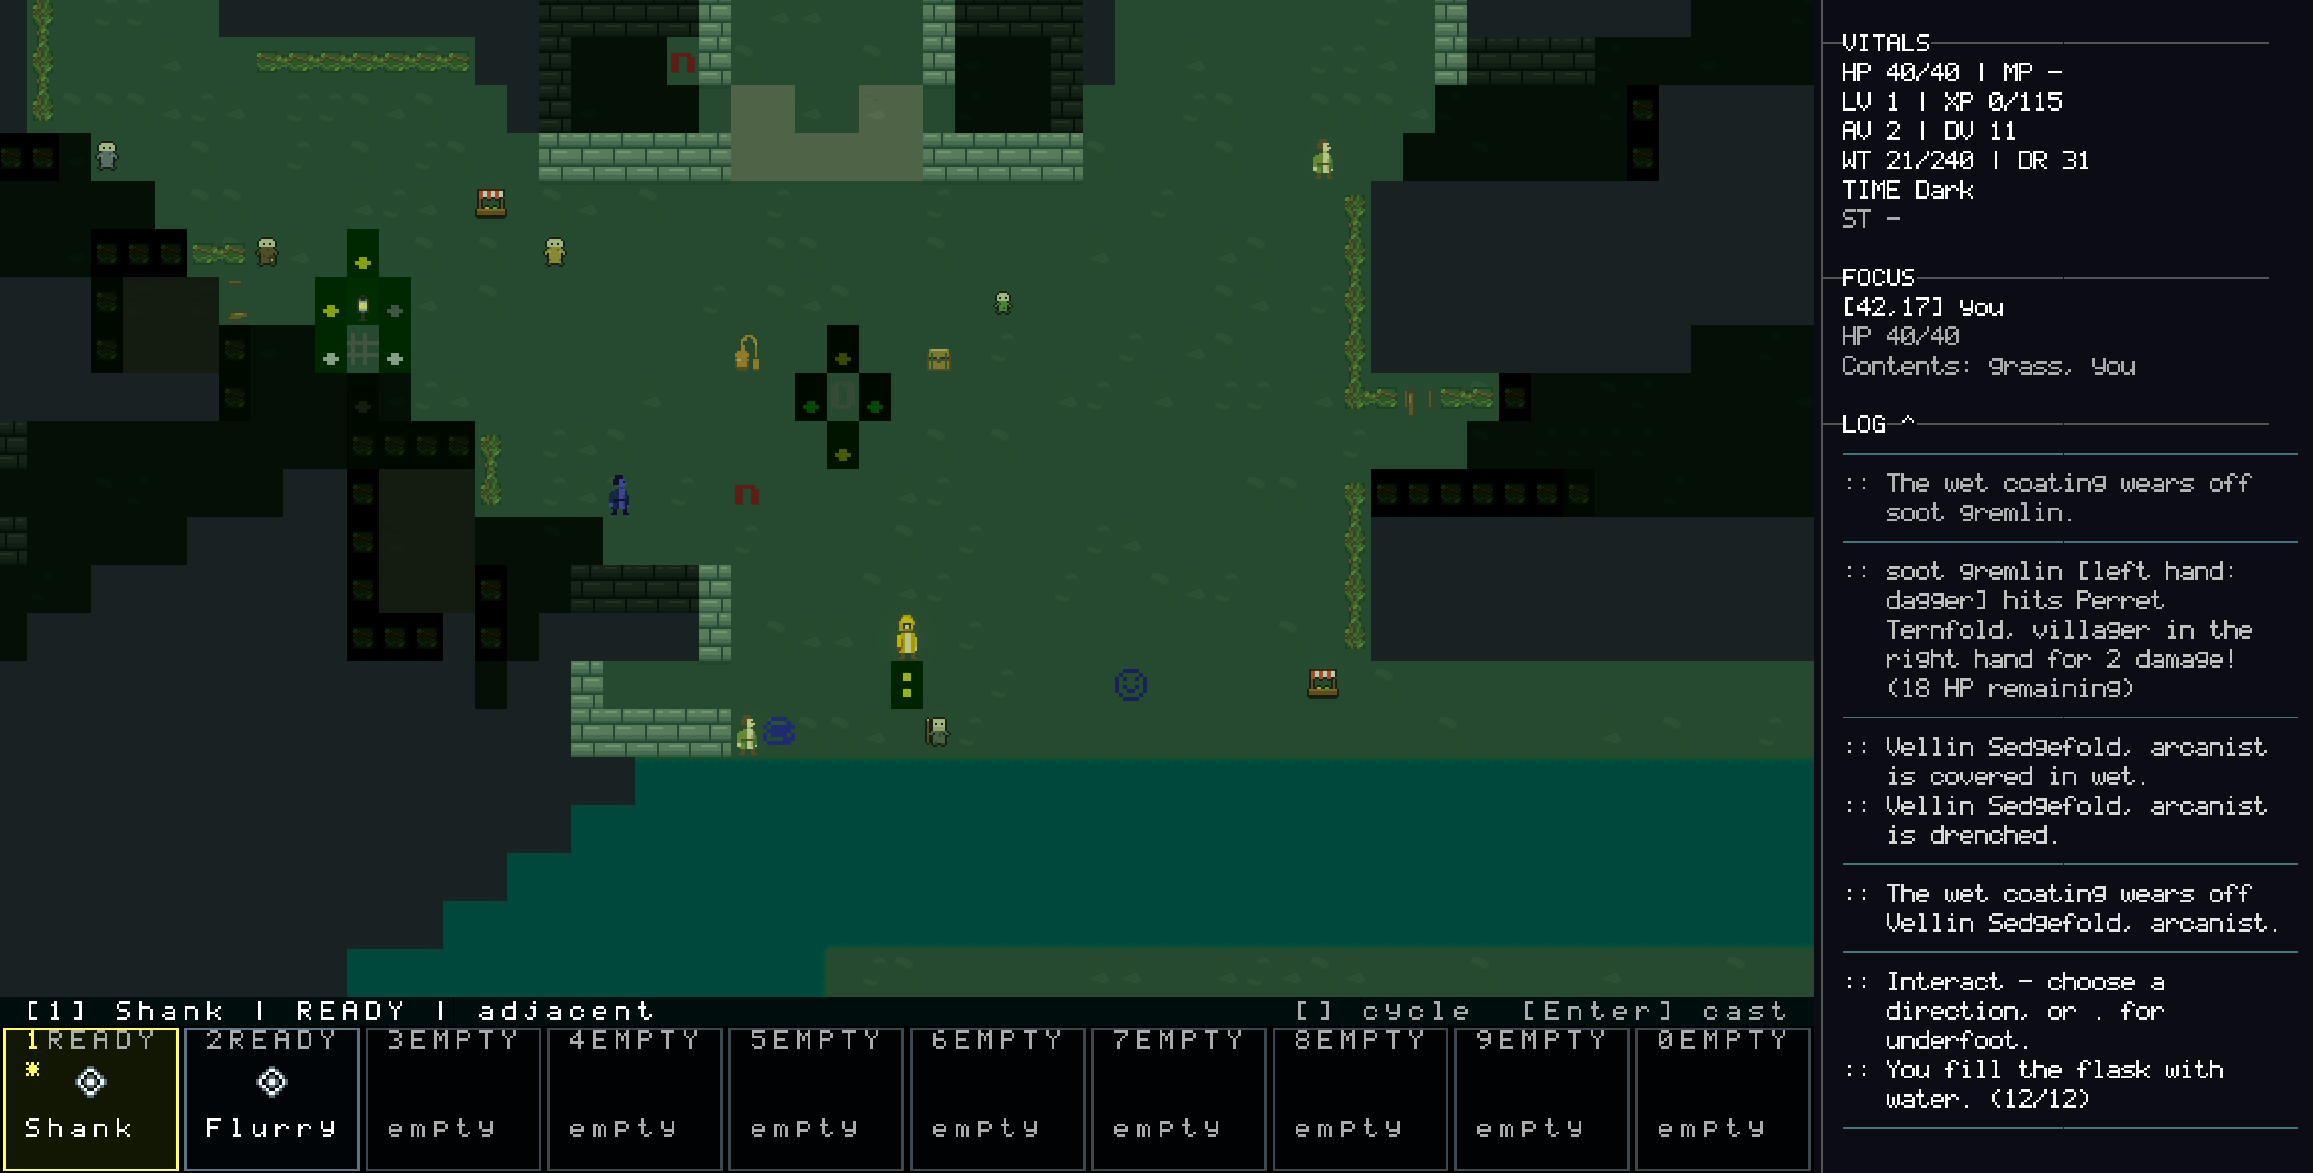 VITALS
HP 40/40 | MP -
LV 1 | XP 0/115
AV 2 | DV 11
WT 21/240 | DR 31
TIME Dark
ST -
FOCUS
[42,17] You
HP 40/40
Contents: grass, You
LOG ^
:: The wet coating wears off
soot gremlin.
:: soot gremlin [left hand:
dagger] hits Perret
Ternfold, villager in the
right hand for 2 damage!
(18 HP remaining)
:: Vellin Sedgefold, arcanist
is covered in wet.
:: Vellin Sedgefold, arcanist
is drenched.
:: The wet coating wears off
Vellin Sedgefold, arcanist.
:: Interact - choose a
direction, or . for
underfoot.
:: You fill the flask with
water. (12/12)
[1] Shank | READY | adjacent
[] cycle [Enter] cast
1READY 2READY 3EMPTY 4EMPTY 5EMPTY 6EMPTY 7EMPTY 8EMPTY 9EMPTY 0EMPTY
Shank Flurry empty empty empty empty empty empty empty empty